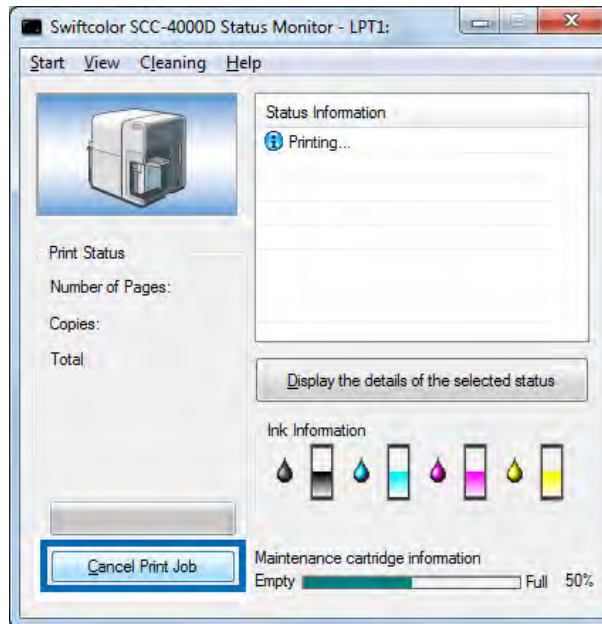 Swiftcolor SCC-4000D Status Monitor - LPT1:
Start View Cleaning Help
Status Information
Printing...
Print Status
Number of Pages:
Copies:
Total
Display the details of the selected status
Ink Information
Cancel Print Job
Maintenance cartridge information
Empty Full 50%